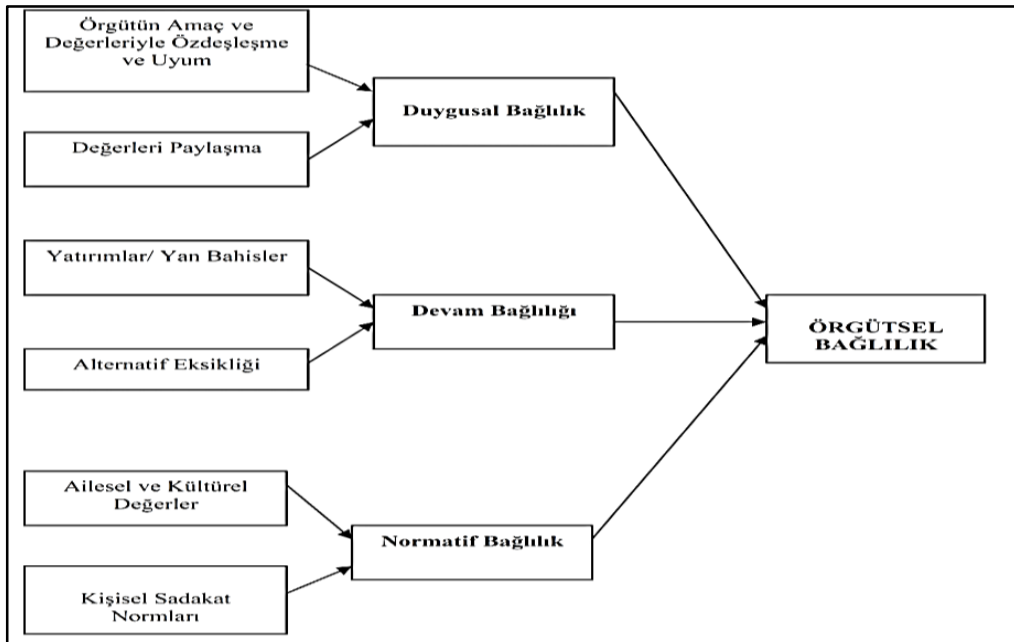 Örgütün Amaç ve
Değerleriyle Özdeşleşme
ve Uyum
Duygusal Bağlılık
Değerleri Paylaşma
Yatırımlar/ Yan Bahisler
Devam Bağlılığı
Alternatif Eksikliği
ÖRGÜTSEL
BAĞLILIK
Ailesel ve Kültürel
Değerler
Normatif Bağlılık
Kişisel Sadakat
Normları